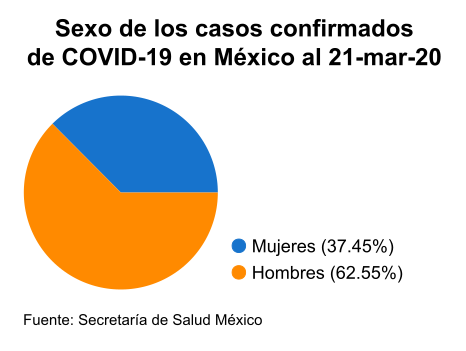 Sexo de los casos confirmados
de COVID-19 en México al 21-mar-20
Mujeres (37.45%)
Hombres (62.55%)
Fuente: Secretaría de Salud México